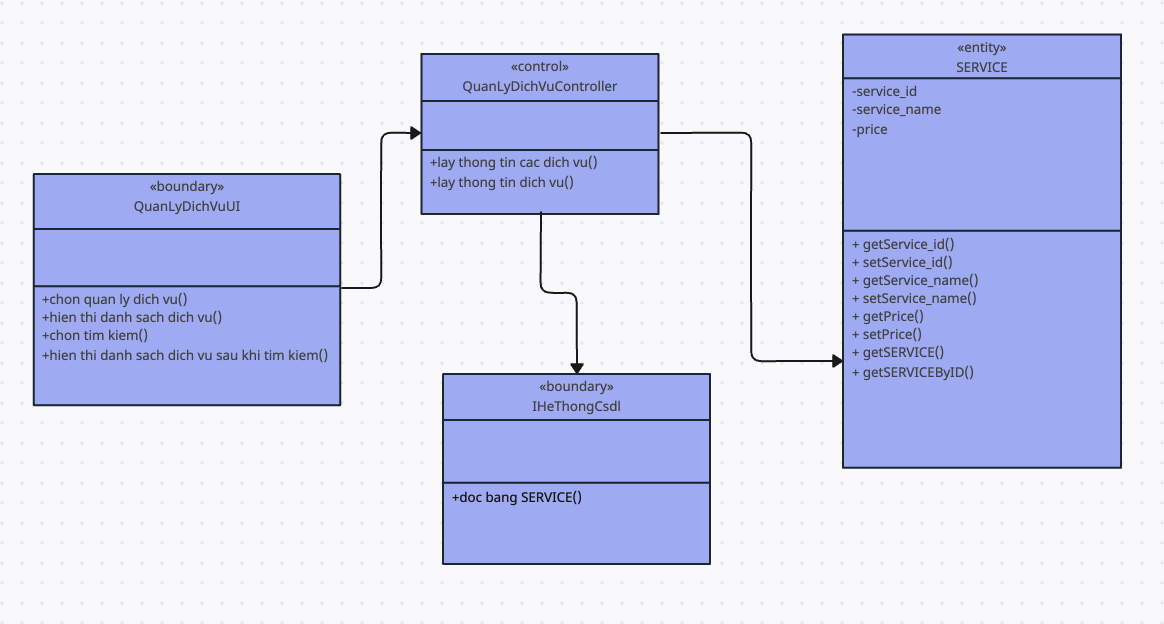 «boundary»
QuanLyDichVuUI
+chon quan ly dich vu()
+hien thi danh sach dich vu()
+chon tim kiem()
+hien thi danh sach dich vu sau khi tim kiem()
«control»
QuanLyDichVuController
+lay thong tin cac dich vu()
+lay thong tin dich vu()
«boundary»
IHeThongCsdl
+doc bang SERVICE()
«entity»
SERVICE
-service_id
-service_name
-price
+ getService_id()
+ setService_id()
+ getService_name()
+ setService_name()
+ getPrice()
+ setPrice()
+ getSERVICE()
+ getSERVICEByID()